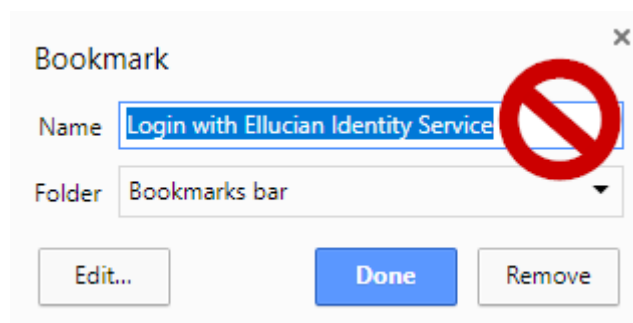 Bookmark
Name Login with Ellucian Identity Service
Folder Bookmarks bar
Edit... Done Remove